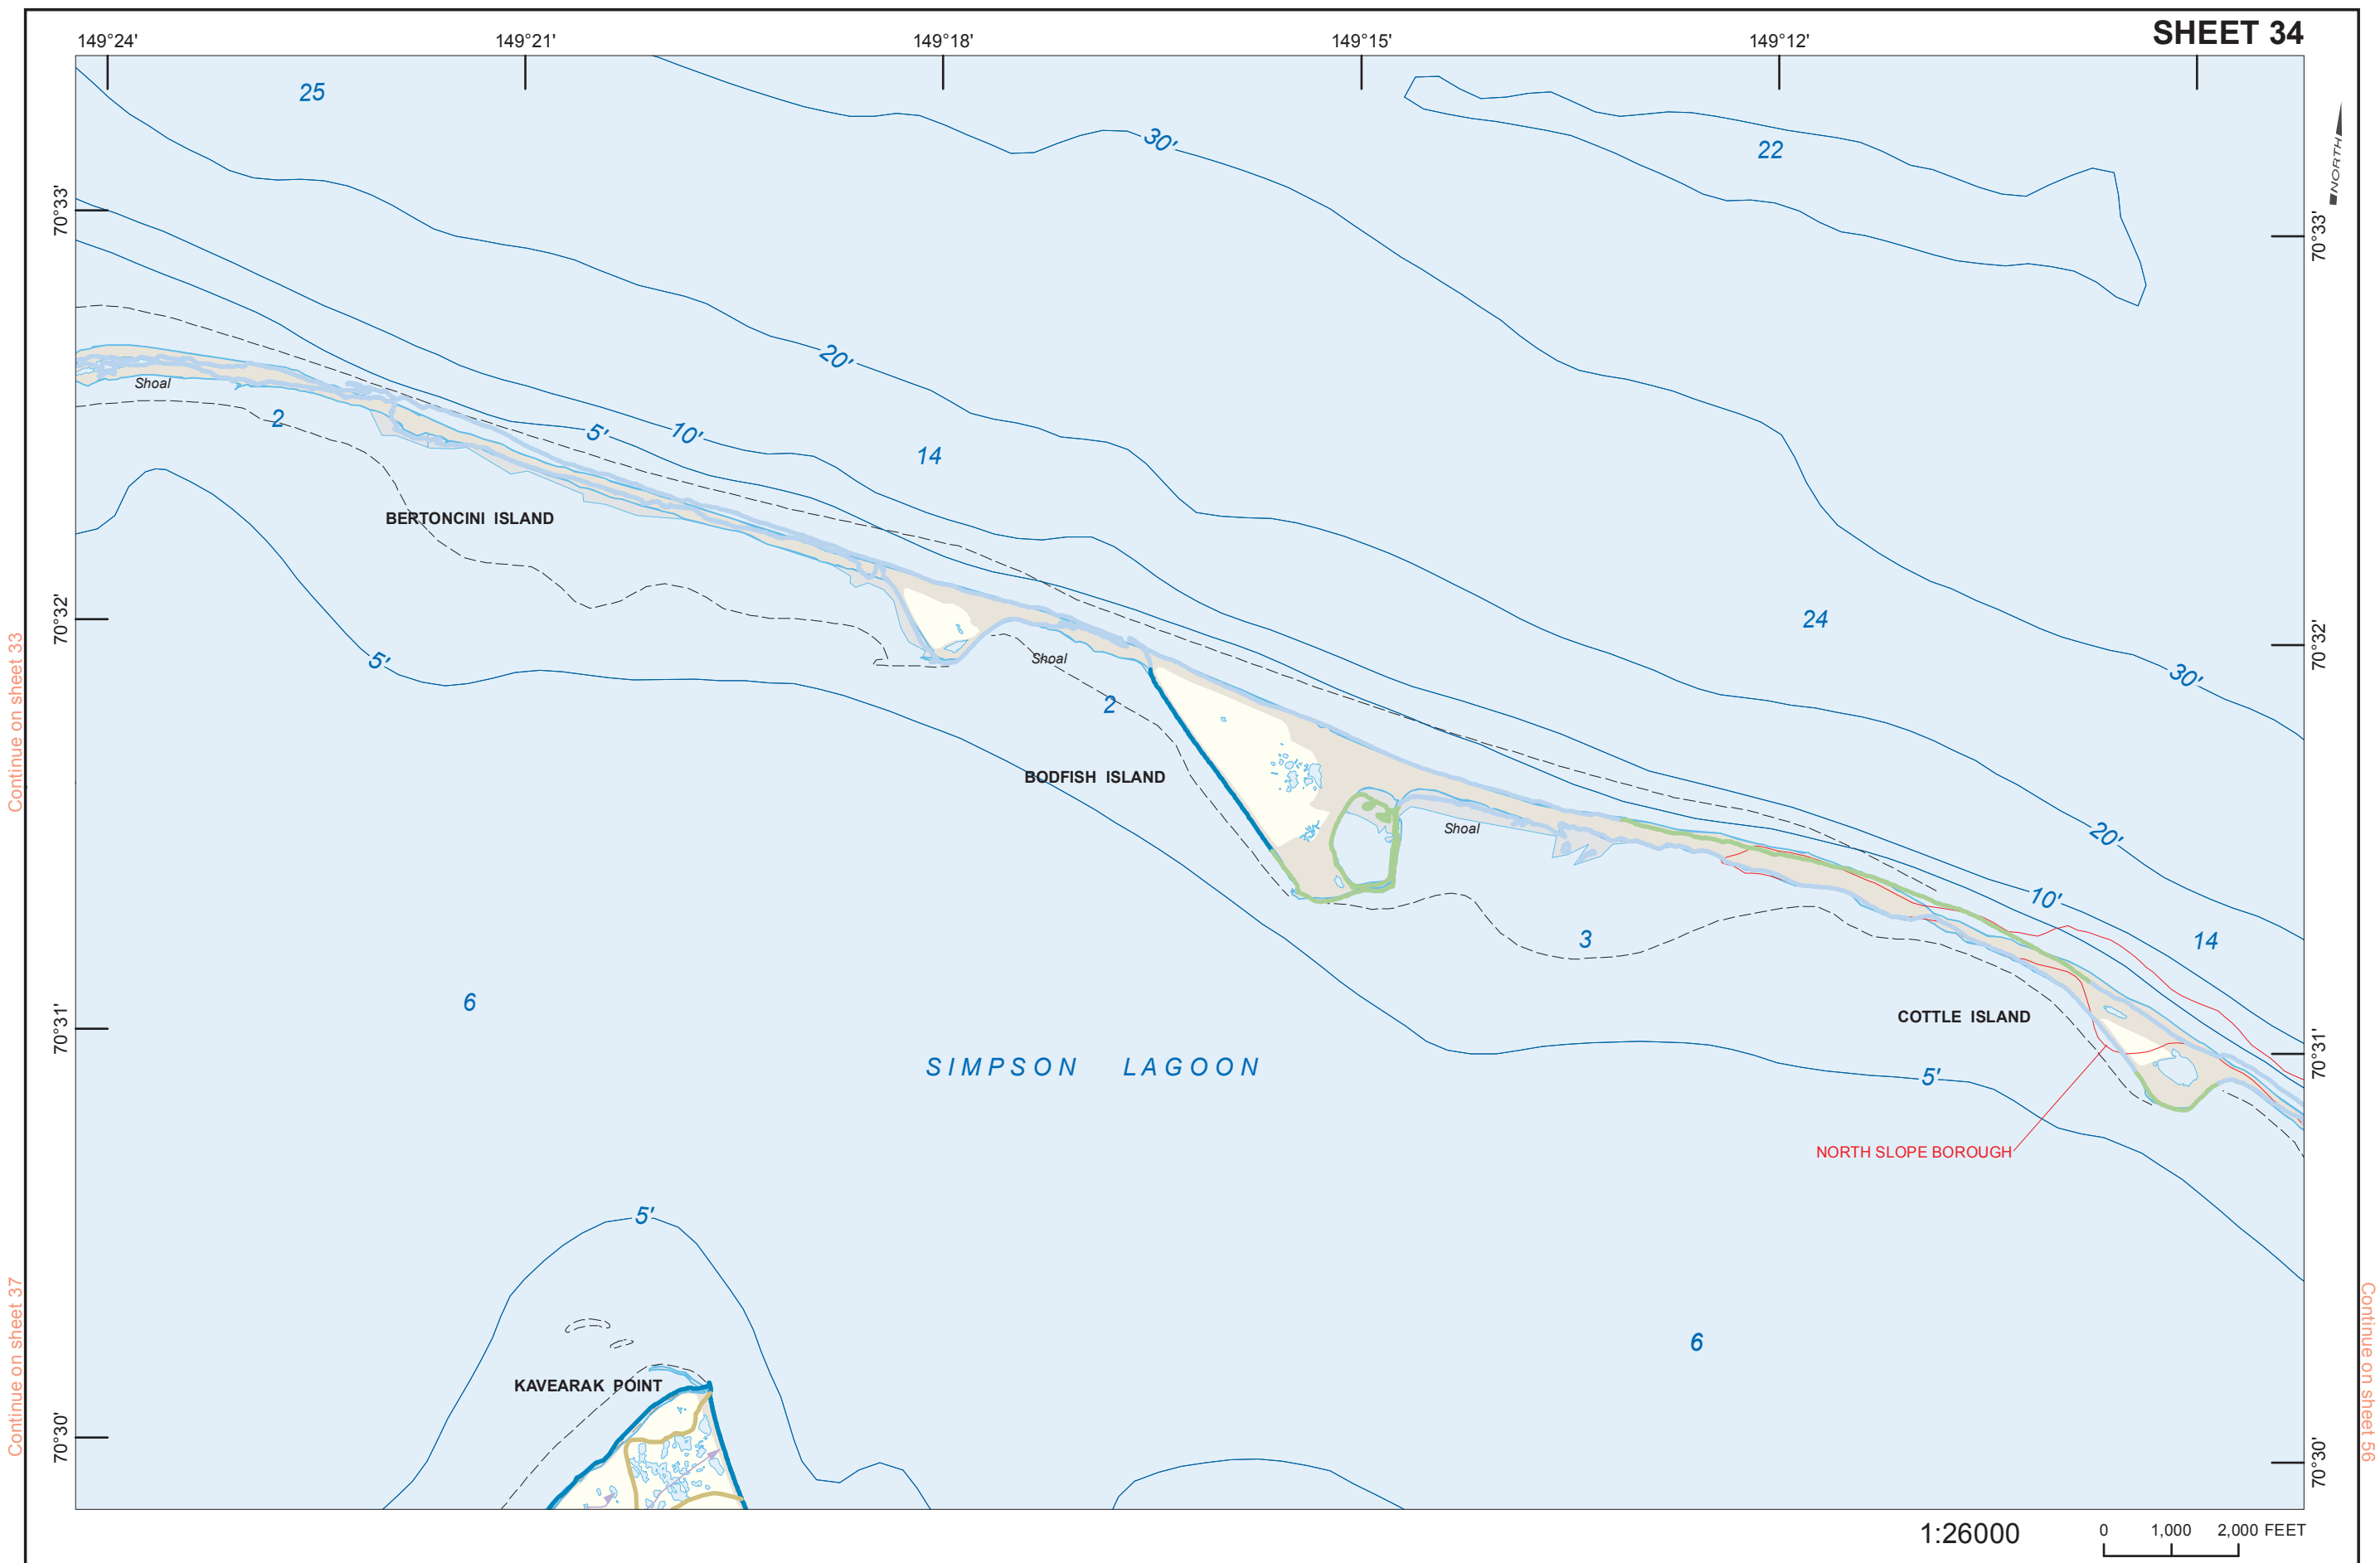 SHEET 34
149°24'
149°21'
149°18'
149°15'
149°12'
25
30'
22
NORTH
70°33'
70°33'
20'
Shoal
2
5'
10'
14
BERTONCINI ISLAND
70°32'
24
70°32'
5'
Shoal
30'
2
Continue on sheet 33
BODFISH ISLAND
Shoal
20'
10'
3
14
6
COTTLE ISLAND
70°31'
70°31'
SIMPSON LAGOON
5'
NORTH SLOPE BOROUGH
5'
6
Continue on sheet 37
Continue on sheet 56
KAVEARAK POINT
70°30'
70°30'
1:26000
0 1,000 2,000 FEET